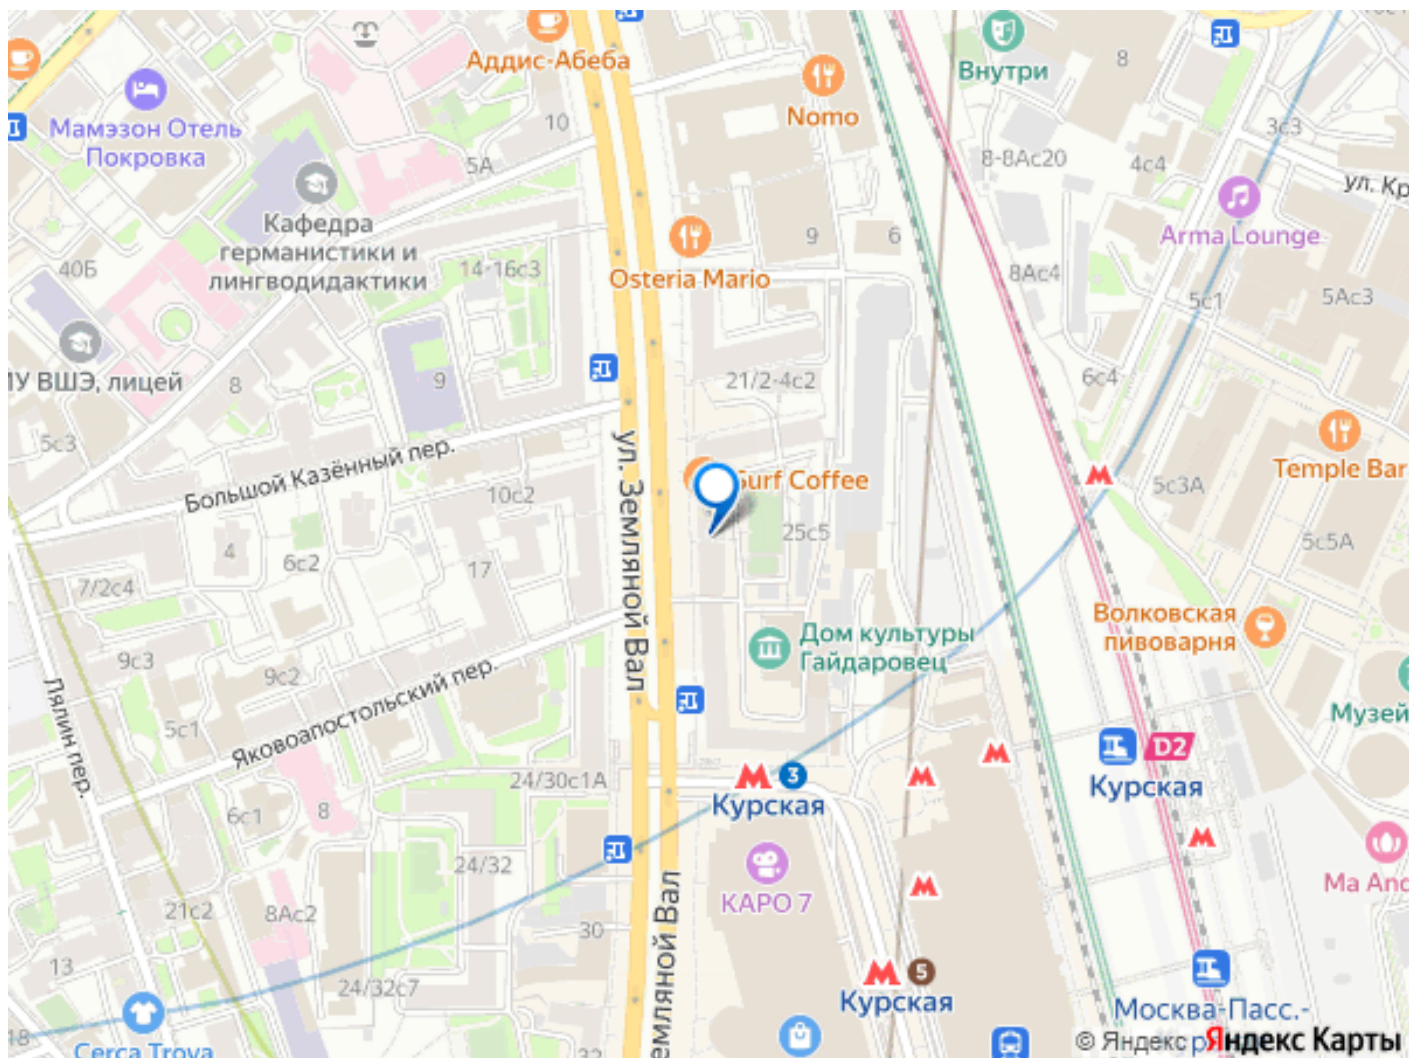 Аддис-Абеба
Внутри
8
Nomo
Мамэзон Отель
Покровка
10
5А
3с3
8-8Ас20
4с4
ул. Кр
Кафедра
германистики и
лингводидактики
40Б
14-16с3
Osteria Mario
9
6
Arma Lounge
8Ас4
5с1
5Ас3
ІУ ВШЭ, лицей
8
9
21/2-4с2
6с4
5с3
Большой Казённый пер.
ул. Земляной Вал
Surf Coffee
Temple Bar
10с2
5с3А
4
6с2
25с5
5с5А
7/2с4
17
Дом культуры
Гайдаровец
Волковская
пивоварня
9с3
9с2
Лялин пер.
Яковоапостольский пер.
5с1
Музей
D2
Курская
24/30с1А
3
Курская
6с1
8
24/32
КАРО 7
Ма And
21с2
8Ас2
30
Земляной Вал
13
24/32с7
5
Курская
Москва-Пасс.-
18
Cerca Trova
32
© Яндекс
Яндекс Карты